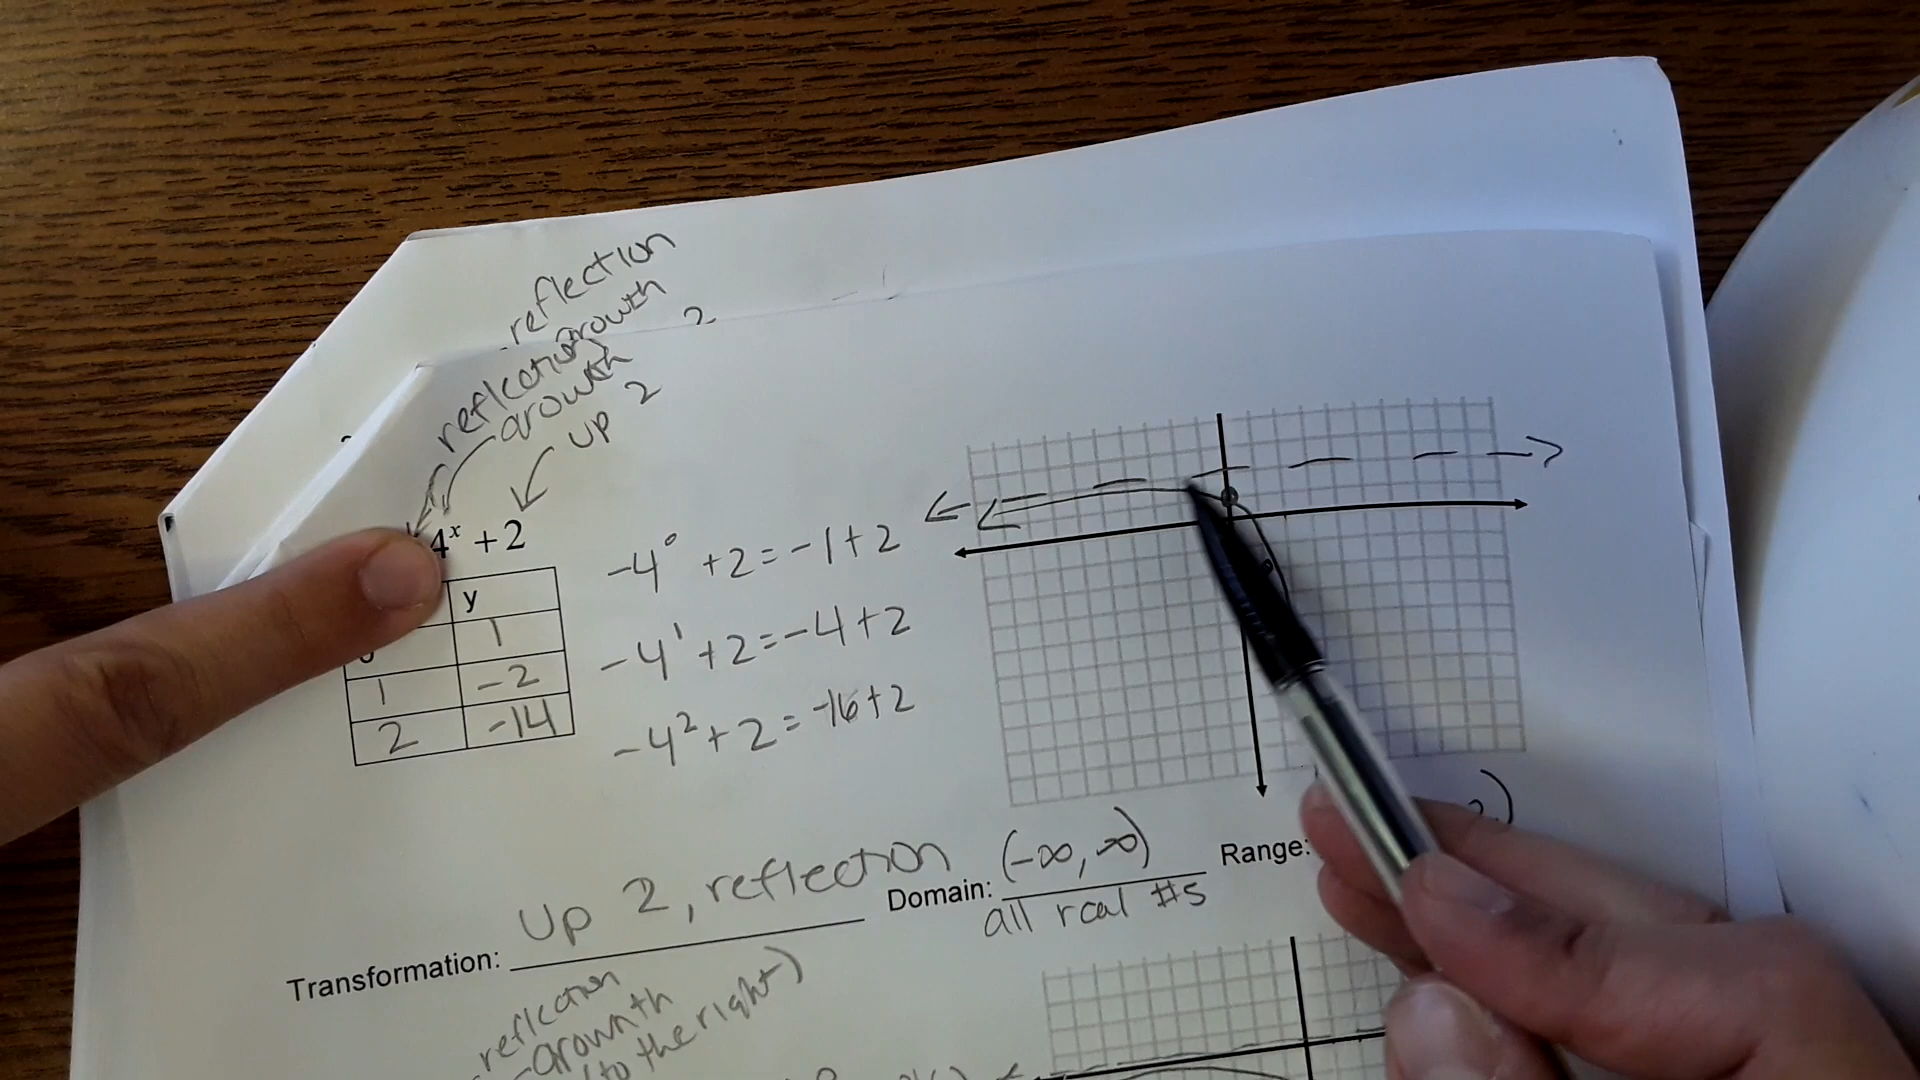 reflection
growth
2
reflection
growth
up 2
4ˣ + 2
y
1
1 -2
2 -14
-4⁰ +2=-1+2
-4¹ +2=-4+2
-4² +2=-16+2
Transformation: Up 2, reflection Domain: (-∞, ∞) Range:
all real #s
reflection
grownth
to the right)